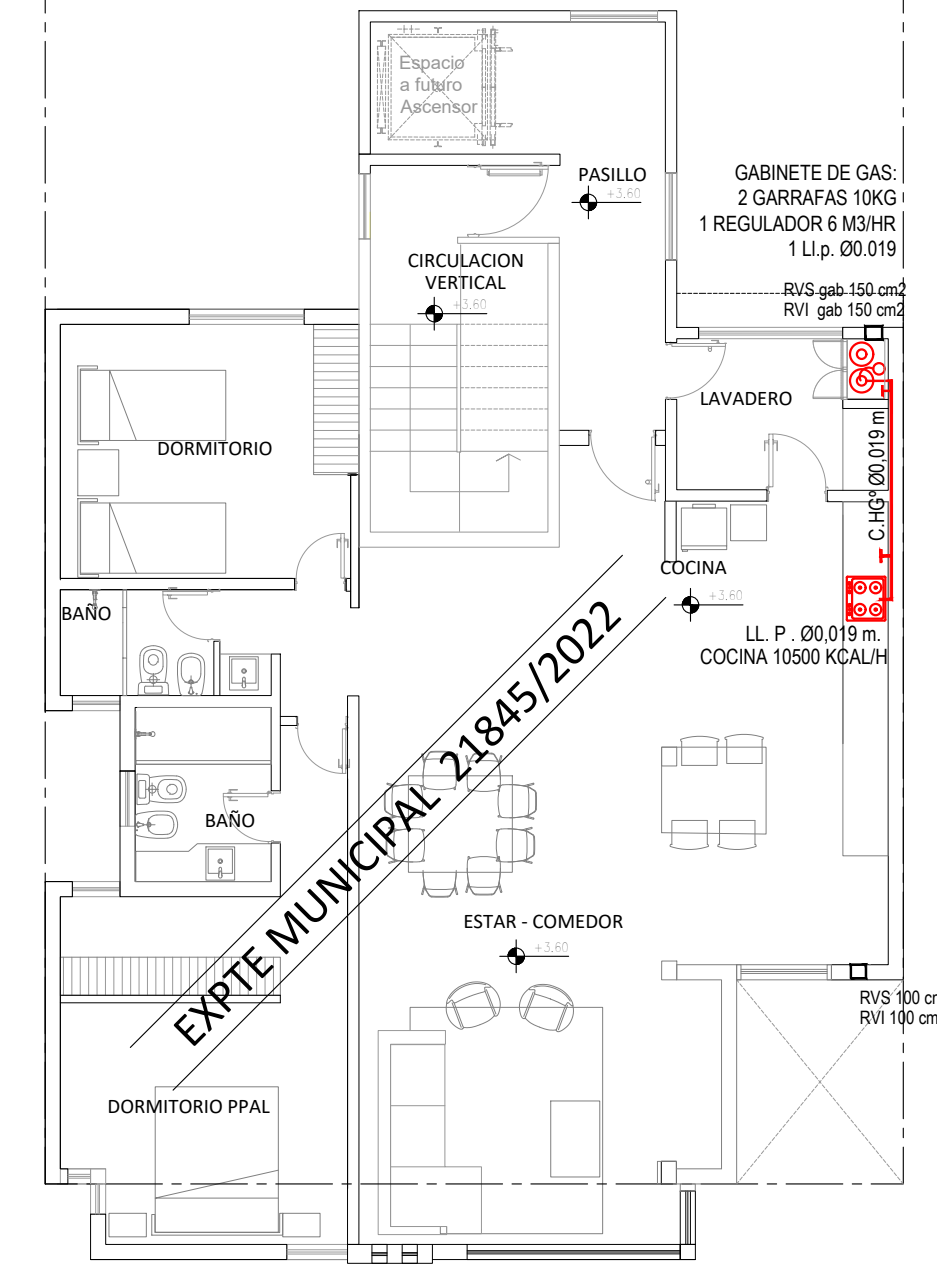 Espacio
a futuro
Ascensor
PASILLO
+3.60
GABINETE DE GAS:
2 GARRAFAS 10KG
1 REGULADOR 6 M3/HR
1 Ll.p. Ø0.019
CIRCULACION
VERTICAL
+3.60
RVS gab 150 cm2
RVI gab 150 cm2
LAVADERO
DORMITORIO
C.HGº Ø0,019 m
COCINA
+3.60
BAÑO
LL. P . Ø0,019 m.
COCINA 10500 KCAL/H
EXPTE MUNICIPAL 21845/2022
BAÑO
ESTAR - COMEDOR
+3.60
RVS 100 cm
RVI 100 cm
DORMITORIO PPAL